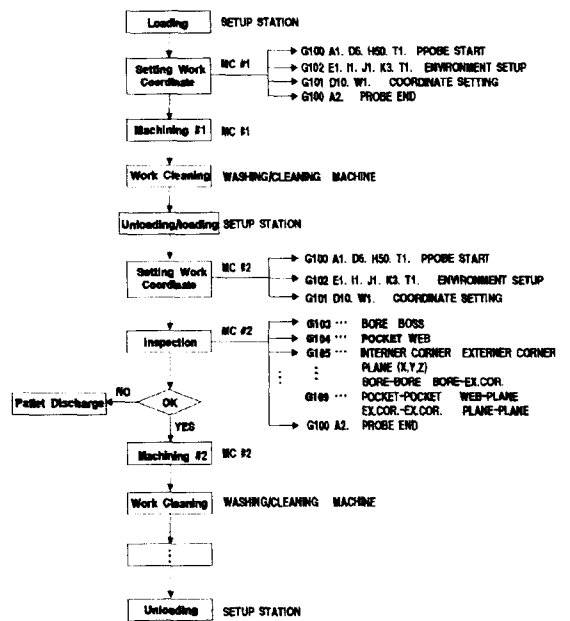 Loading SETUP STATION
Setting Work Coordinate MC #1
G100 A1. D6. H50. T1. PPOBE START
G102 E1. I1. J1. K3. T1. ENVIRONMENT SETUP
G101 D10. W1. COORDINATE SETTING
G100 A2. PROBE END
Machining #1 MC #1
Work Cleaning WASHING/CLEANING MACHINE
Unloading/loading SETUP STATION
Setting Work Coordinate MC #2
G100 A1. D6. H50. T1. PPOBE START
G102 E1. I1. J1. K3. T1. ENVIRONMENT SETUP
G101 D10. W1. COORDINATE SETTING
Inspection MC #2
G103 ··· BORE BOSS
G104 ··· POCKET WEB
G105 ··· INTERNER CORNER EXTERNER CORNER
PLANE (X,Y,Z)
BORE-BORE BORE-EX.COR.
G109 ··· POCKET-POCKET WEB-PLANE
EX.COR.-EX.COR. PLANE-PLANE
G100 A2. PROBE END
Pallet Discharge NO OK
YES
Machining #2 MC #2
Work Cleaning WASHING/CLEANING MACHINE
Unloading SETUP STATION